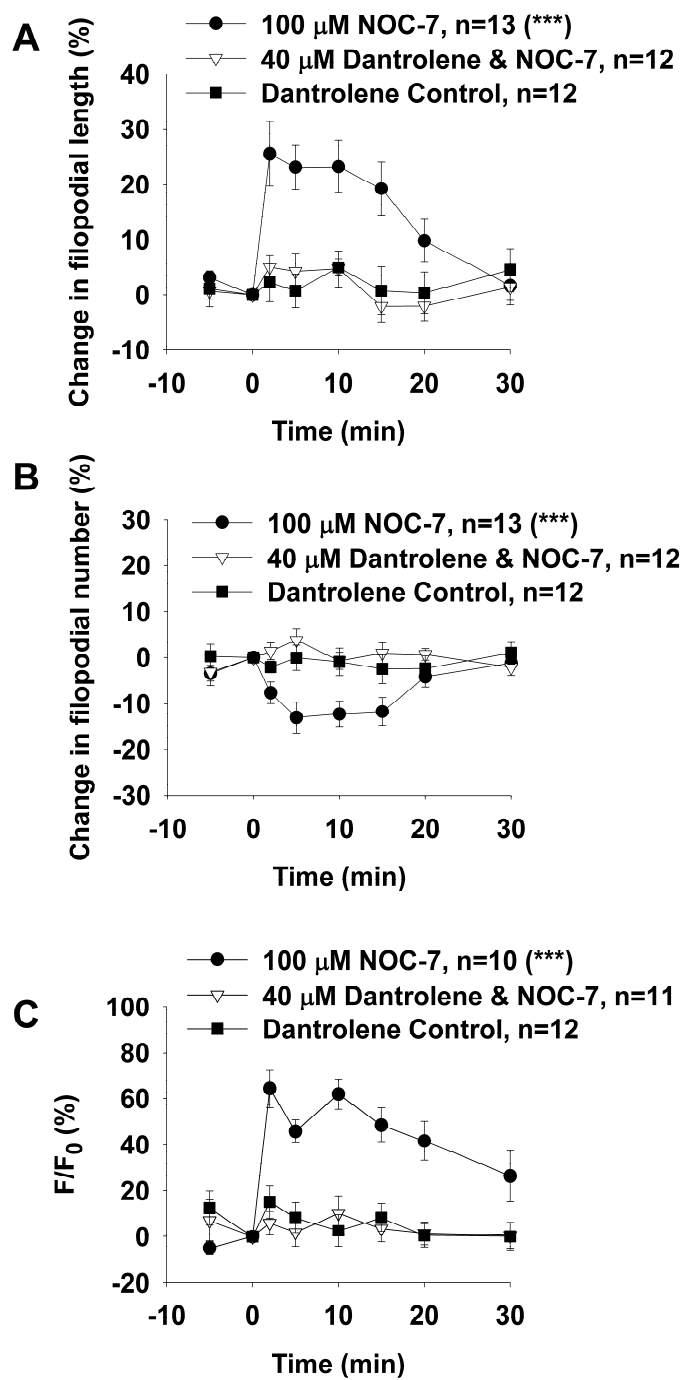 A
100 μM NOC-7, n=13 (***)
40 μM Dantrolene & NOC-7, n=12
Dantrolene Control, n=12
Change in filopodial length (%)
40
30
20
10
0
-10
-10 0 10 20 30
Time (min)
B
100 μM NOC-7, n=13 (***)
40 μM Dantrolene & NOC-7, n=12
Dantrolene Control, n=12
Change in filopodial number (%)
30
20
10
0
-10
-20
-30
-10 0 10 20 30
Time (min)
C
100 μM NOC-7, n=10 (***)
40 μM Dantrolene & NOC-7, n=11
Dantrolene Control, n=12
F/F0 (%)
100
80
60
40
20
0
-20
-10 0 10 20 30
Time (min)